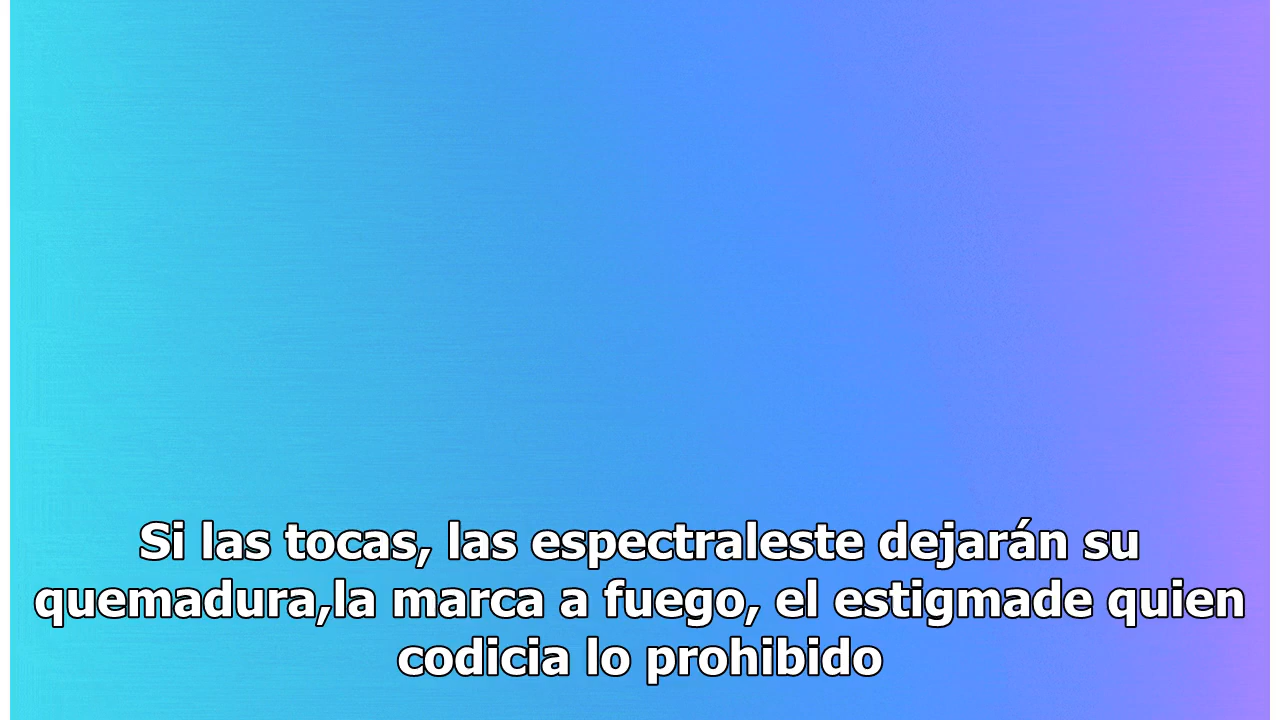 Si las tocas, las espectraleste dejarán su
quemadura,la marca a fuego, el estigmade quien
codicia lo prohibido